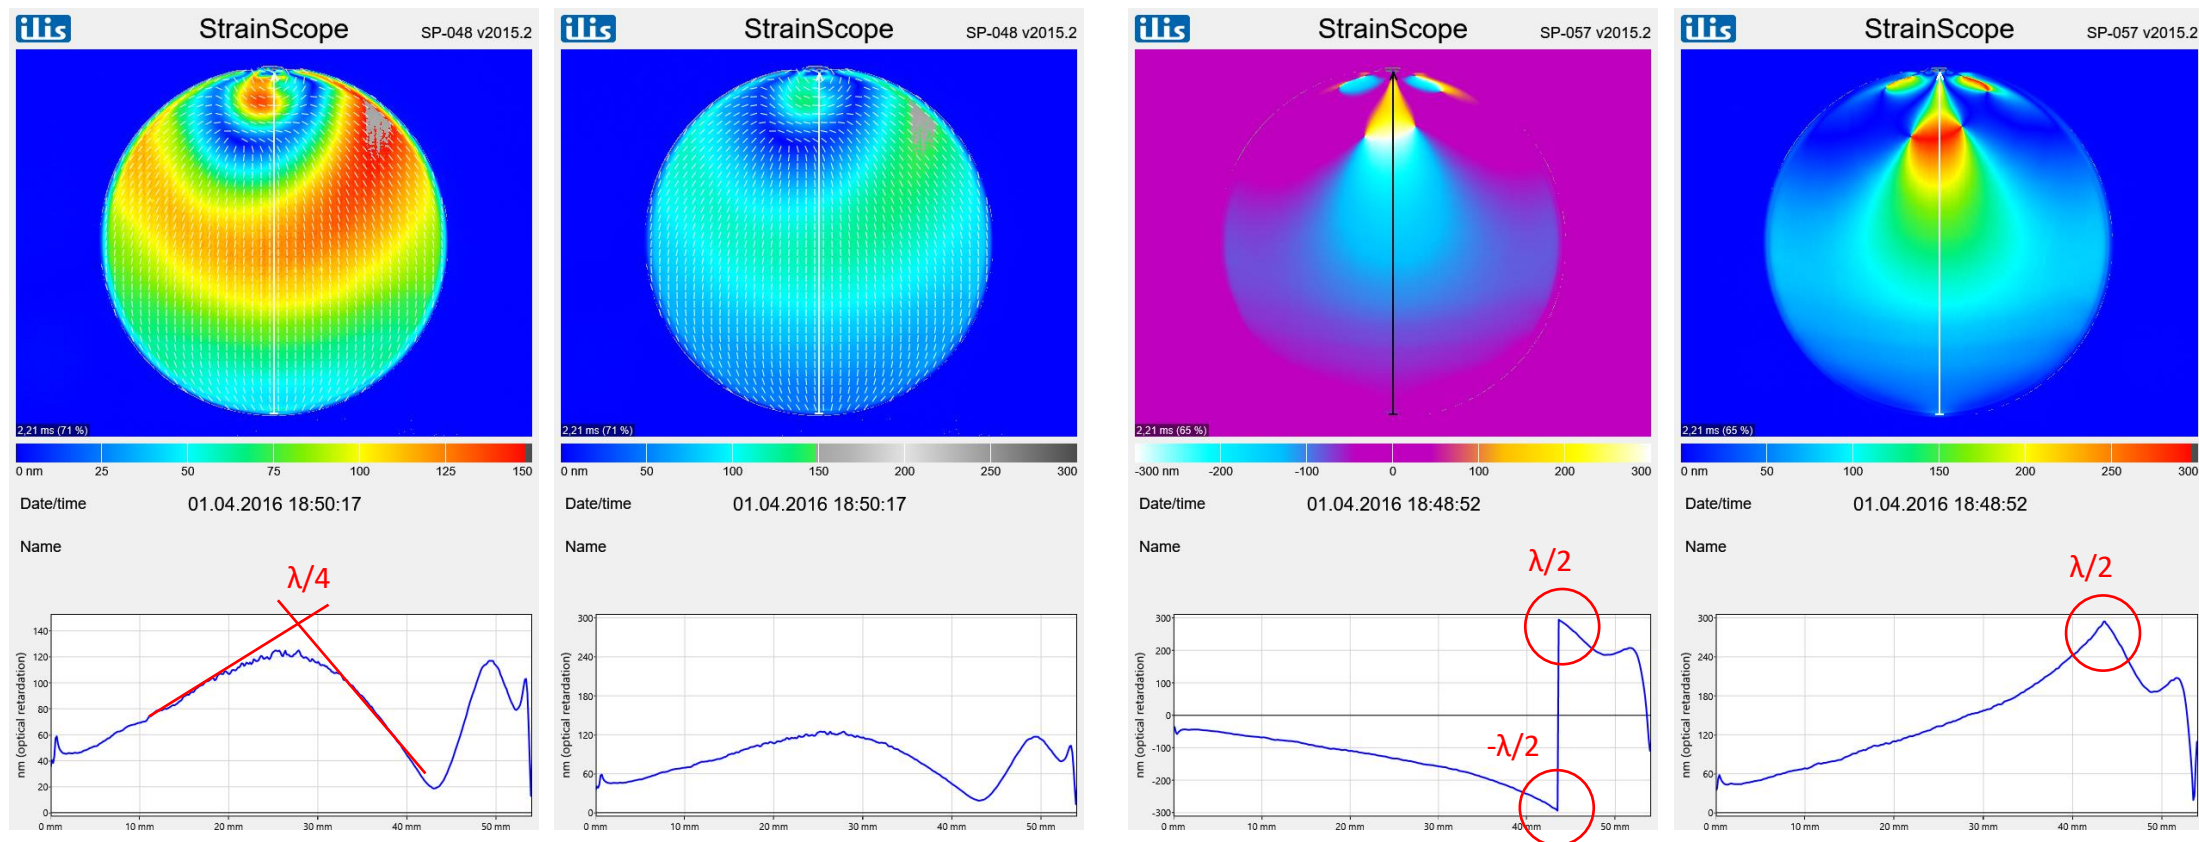 ilis StrainScope SP-048 v2015.2
2,21 ms (71 %)
0 nm 25 50 75 100 125 150
Date/time 01.04.2016 18:50:17
Name
λ/4
nm (optical retardation)
140
120
100
80
60
40
20
0
0 mm 10 mm 20 mm 30 mm 40 mm 50 mm
ilis StrainScope SP-048 v2015.2
2,21 ms (71 %)
0 nm 50 100 150 200 250 300
Date/time 01.04.2016 18:50:17
Name
nm (optical retardation)
300
240
180
120
60
0
0 mm 10 mm 20 mm 30 mm 40 mm 50 mm
ilis StrainScope SP-057 v2015.2
2,21 ms (65 %)
-300 nm -200 -100 0 100 200 300
Date/time 01.04.2016 18:48:52
Name
λ/2
nm (optical retardation)
300
200
100
0
-100
-200
-300
-λ/2
0 mm 10 mm 20 mm 30 mm 40 mm 50 mm
ilis StrainScope SP-057 v2015.2
2,21 ms (65 %)
0 nm 50 100 150 200 250 300
Date/time 01.04.2016 18:48:52
Name
λ/2
nm (optical retardation)
300
240
180
120
60
0
0 mm 10 mm 20 mm 30 mm 40 mm 50 mm